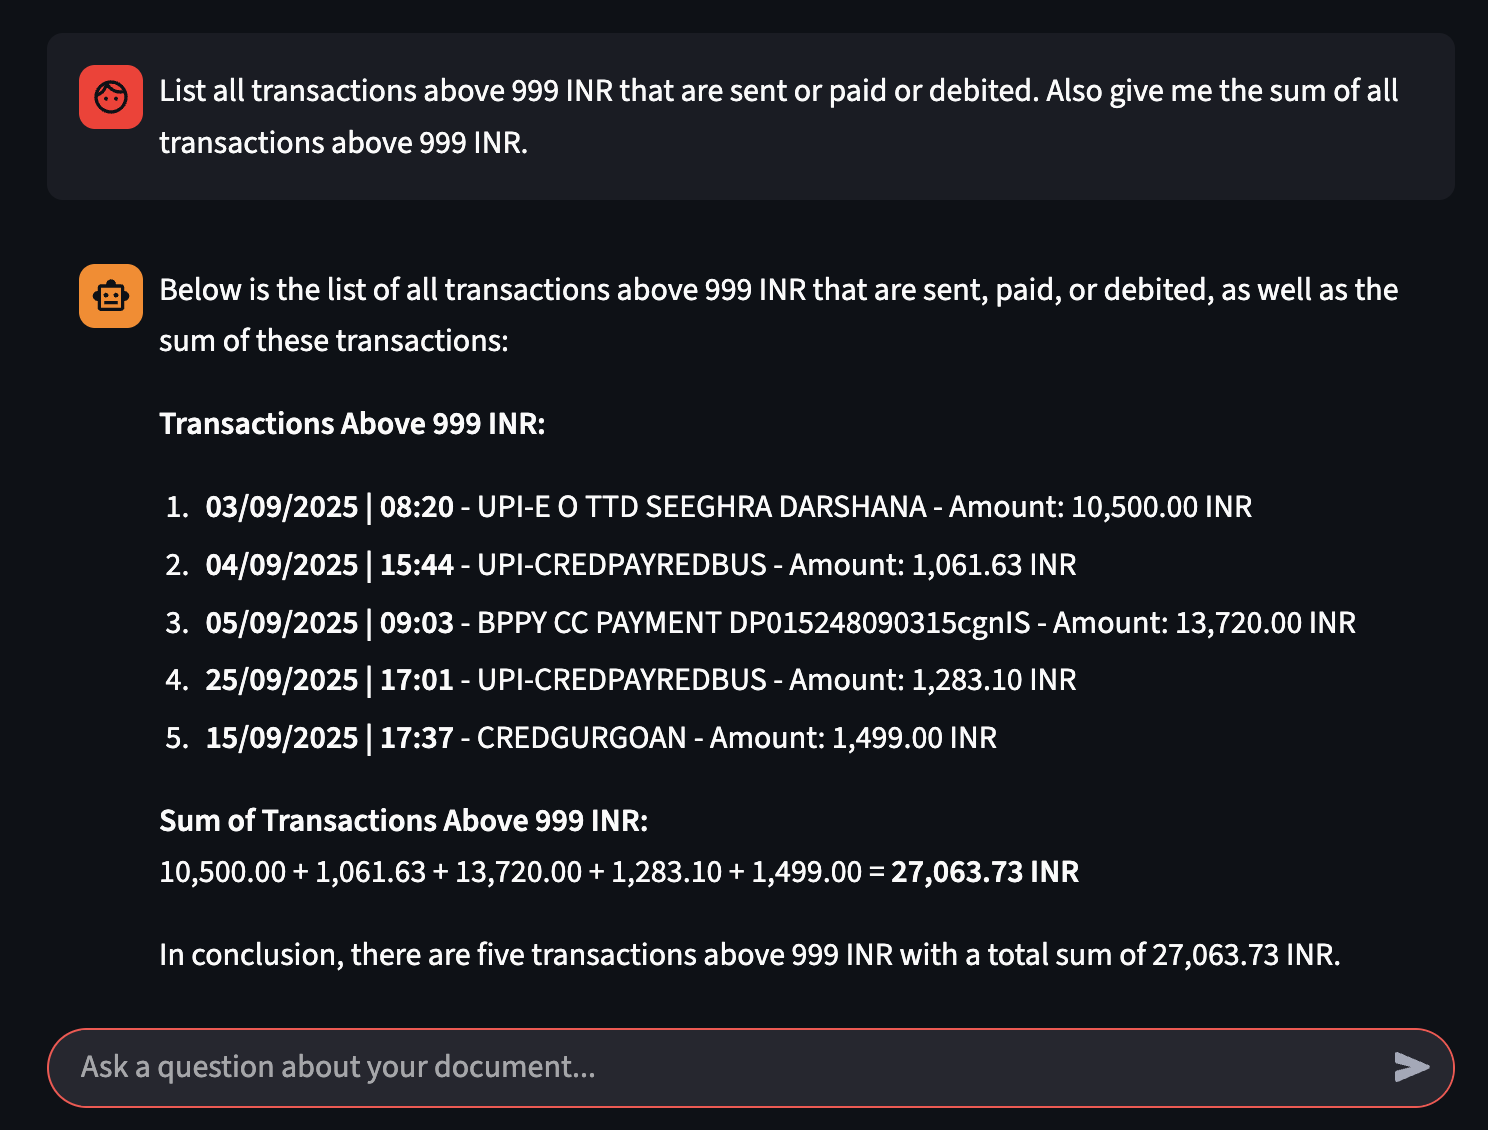 List all transactions above 999 INR that are sent or paid or debited. Also give me the sum of all
transactions above 999 INR.
Below is the list of all transactions above 999 INR that are sent, paid, or debited, as well as the
sum of these transactions:
Transactions Above 999 INR:
1. 03/09/2025 | 08:20 - UPI-E O TTD SEEGHRA DARSHANA - Amount: 10,500.00 INR
2. 04/09/2025 | 15:44 - UPI-CREDPAYREDBUS - Amount: 1,061.63 INR
3. 05/09/2025 | 09:03 - BPPY CC PAYMENT DP015248090315cgnIS - Amount: 13,720.00 INR
4. 25/09/2025 | 17:01 - UPI-CREDPAYREDBUS - Amount: 1,283.10 INR
5. 15/09/2025 | 17:37 - CREDGURGOAN - Amount: 1,499.00 INR
Sum of Transactions Above 999 INR:
10,500.00 + 1,061.63 + 13,720.00 + 1,283.10 + 1,499.00 = 27,063.73 INR
In conclusion, there are five transactions above 999 INR with a total sum of 27,063.73 INR.
Ask a question about your document...